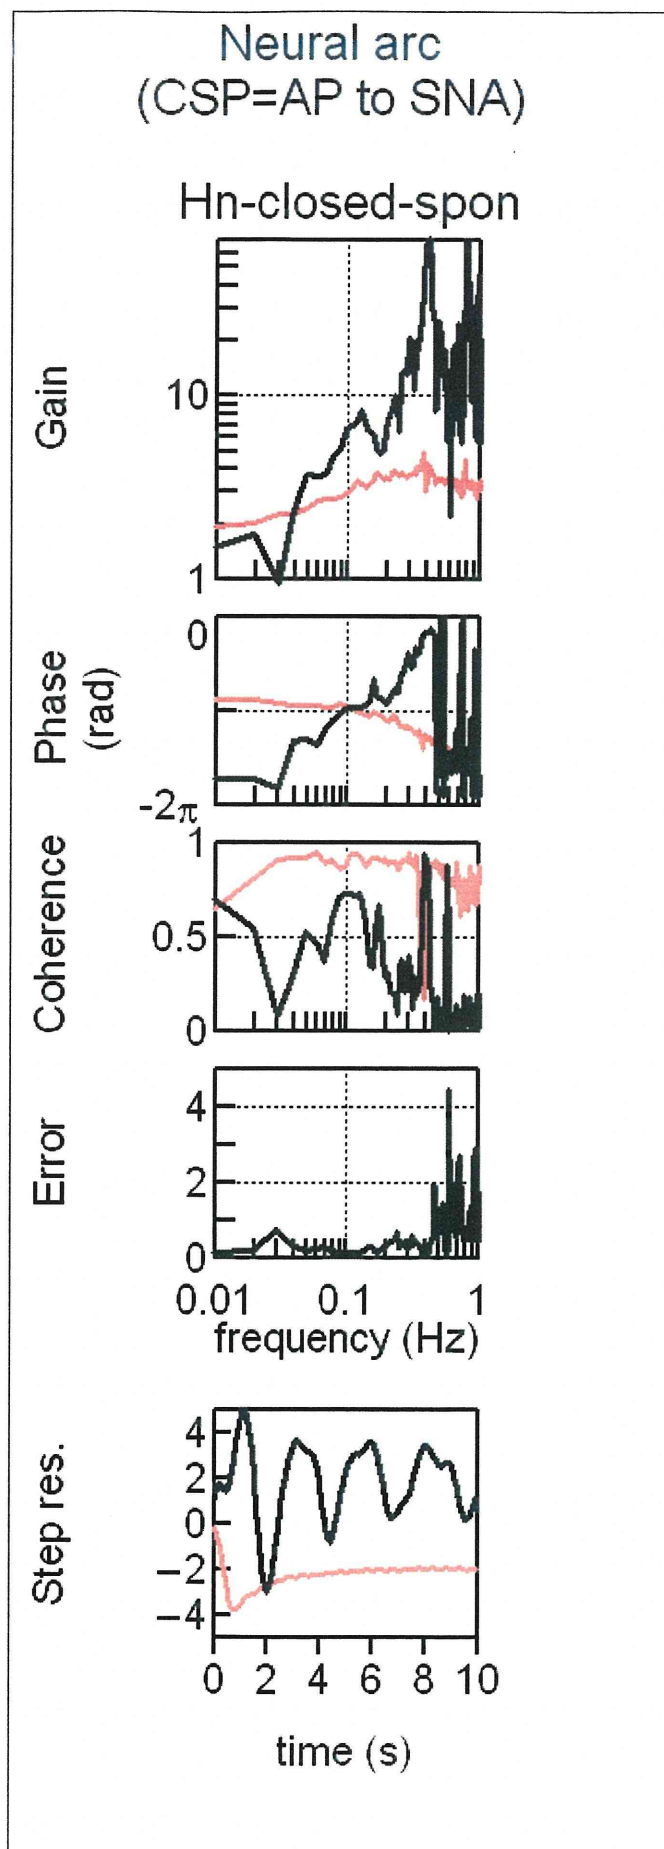 Neural arc
(CSP=AP to SNA)
Hn-closed-spon
Gain
10
1
Phase
(rad)
0
-2π
Coherence
1
0.5
0
Error
4
2
0
0.01 0.1 1
frequency (Hz)
Step res.
4
2
0
−2
−4
0 2 4 6 8 10
time (s)